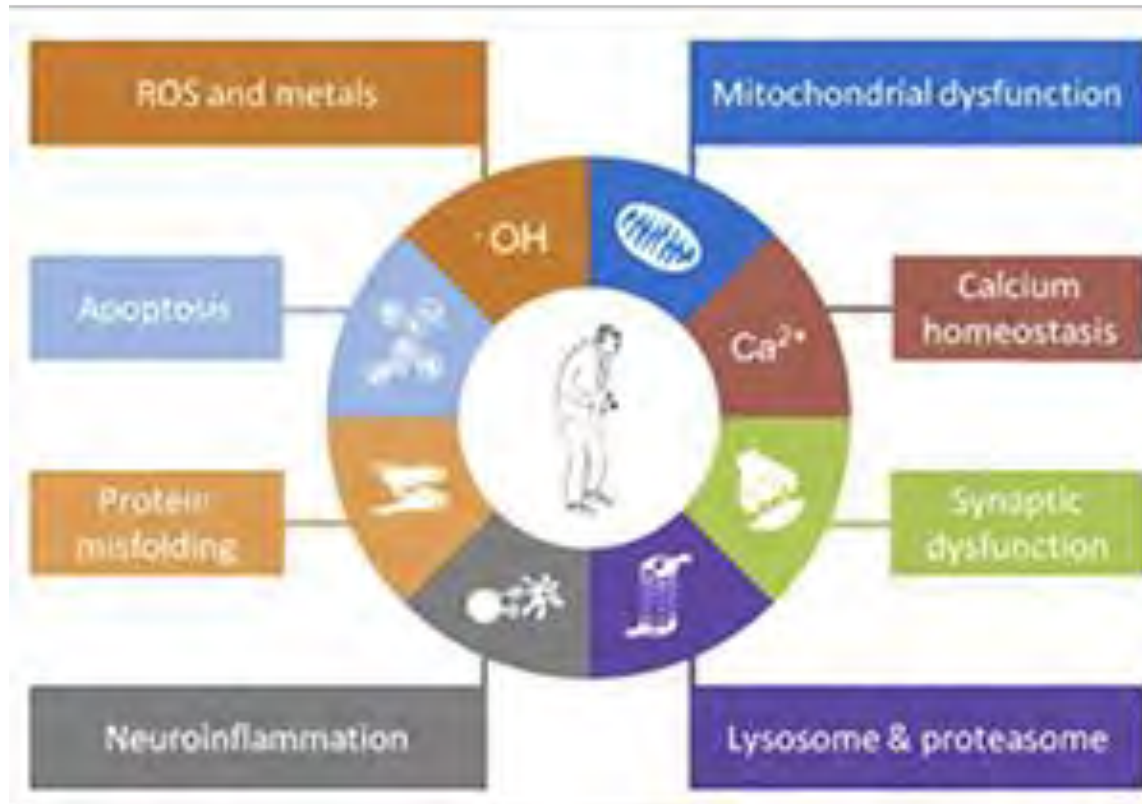 ROS and metals
Mitochondrial dysfunction
·OH
Apoptosis
Calcium
homeostasis
Ca²⁺
Protein
misfolding
Synaptic
dysfunction
Neuroinflammation
Lysosome & proteasome